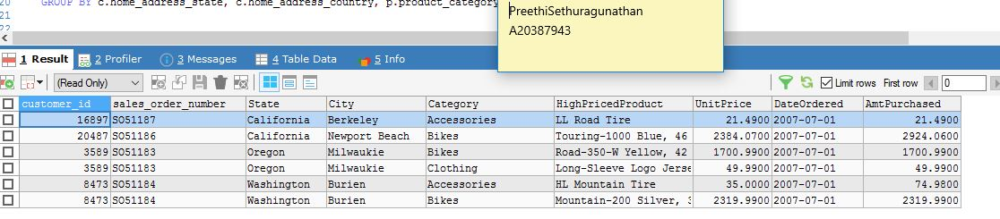 20 GROUP BY c.home_address_state, c.home_address_country, p.product_category
21
22
PreethiSethuragunathan
A20387943
1 Result 2 Profiler 3 Messages 4 Table Data 5 Info
(Read Only) Limit rows First row 0
customer_id sales_order_number State City Category HighPricedProduct UnitPrice DateOrdered AmtPurchased
16897 SO51187 California Berkeley Accessories LL Road Tire 21.4900 2007-07-01 21.4900
20487 SO51186 California Newport Beach Bikes Touring-1000 Blue, 46 2384.0700 2007-07-01 2924.0600
3589 SO51183 Oregon Milwaukie Bikes Road-350-W Yellow, 42 1700.9900 2007-07-01 1700.9900
3589 SO51183 Oregon Milwaukie Clothing Long-Sleeve Logo Jerse 49.9900 2007-07-01 49.9900
8473 SO51184 Washington Burien Accessories HL Mountain Tire 35.0000 2007-07-01 74.9800
8473 SO51184 Washington Burien Bikes Mountain-200 Silver, 2319.9900 2007-07-01 2319.9900